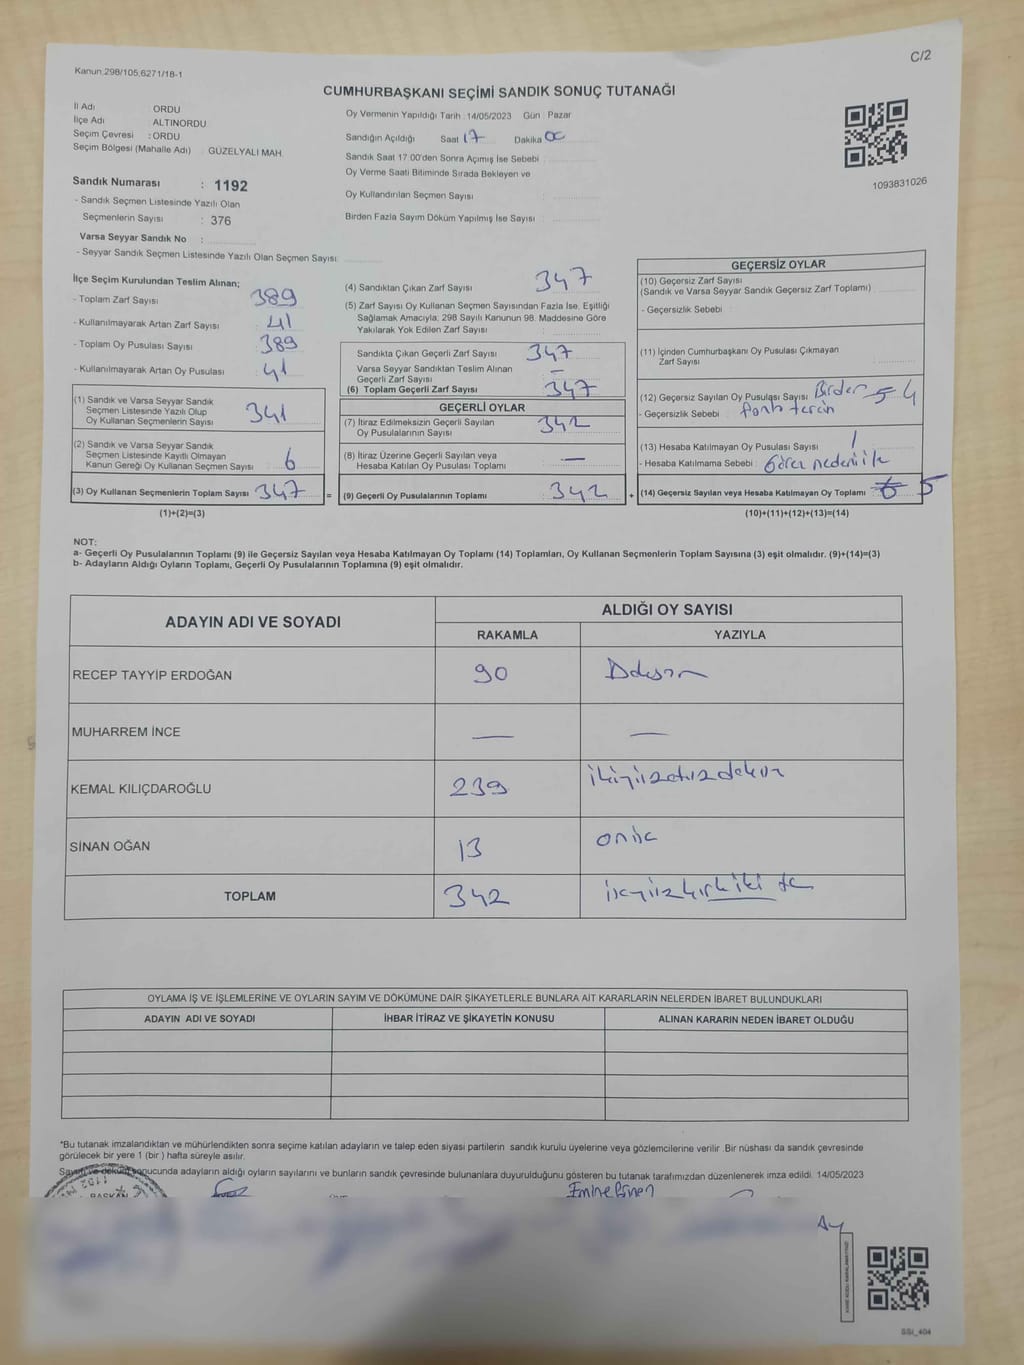 C/2
Kanun:298/105,6271/18-1
CUMHURBAŞKANI SEÇİMİ SANDIK SONUÇ TUTANAĞI
İl Adı ORDU
İlçe Adı ALTINORDU
Seçim Çevresi : ORDU
Seçim Bölgesi (Mahalle Adı) : GÜZELYALI MAH.
Sandık Numarası : 1192
- Sandık Seçmen Listesinde Yazılı Olan
Seçmenlerin Sayısı : 376
Varsa Seyyar Sandık No :
- Seyyar Sandık Seçmen Listesinde Yazılı Olan Seçmen Sayısı:
Oy Vermenin Yapıldığı Tarih : 14/05/2023 Gün : Pazar
Sandığın Açıldığı Saat 17 Dakika 00
Sandık Saat 17:00'den Sonra Açımış İse Sebebi
Oy Verme Saati Bitiminde Sırada Bekleyen ve
Oy Kullandırılan Seçmen Sayısı
Birden Fazla Sayım Döküm Yapılmış İse Sayısı
1093831026
İlçe Seçim Kurulundan Teslim Alınan;
- Toplam Zarf Sayısı 389
- Kullanılmayarak Artan Zarf Sayısı 41
- Toplam Oy Pusulası Sayısı 389
- Kullanılmayarak Artan Oy Pusulası 41
(1) Sandık ve Varsa Seyyar Sandık
Seçmen Listesinde Yazılı Olup
Oy Kullanan Seçmenlerin Sayısı 341
(2) Sandık ve Varsa Seyyar Sandık
Seçmen Listesinde Kayıtlı Olmayan
Kanun Gereği Oy Kullanan Seçmen Sayısı 6
(3) Oy Kullanan Seçmenlerin Toplam Sayısı 347 =
(1)+(2)=(3)
(4) Sandıktan Çıkan Zarf Sayısı 347
(5) Zarf Sayısı Oy Kullanan Seçmen Sayısından Fazla İse, Eşitliği
Sağlamak Amacıyla; 298 Sayılı Kanunun 98. Maddesine Göre
Yakılarak Yok Edilen Zarf Sayısı :
Sandıkta Çıkan Geçerli Zarf Sayısı 347
Varsa Seyyar Sandıktan Teslim Alınan
Geçerli Zarf Sayısı —
(6) Toplam Geçerli Zarf Sayısı 347
GEÇERLİ OYLAR
(7) İtiraz Edilmeksizin Geçerli Sayılan
Oy Pusulalarının Sayısı 342
(8) İtiraz Üzerine Geçerli Sayılan veya
Hesaba Katılan Oy Pusulası Toplamı —
(9) Geçerli Oy Pusulalarının Toplamı 342 +
GEÇERSİZ OYLAR
(10) Geçersiz Zarf Sayısı
(Sandık ve Varsa Seyyar Sandık Geçersiz Zarf Toplamı)
- Geçersizlik Sebebi :
(11) İçinden Cumhurbaşkanı Oy Pusulası Çıkmayan
Zarf Sayısı
(12) Geçersiz Sayılan Oy Pusulası Sayısı Birden 5 4
- Geçersizlik Sebebi : fazla tercih
(13) Hesaba Katılmayan Oy Pusulası Sayısı 1
- Hesaba Katılmama Sebebi :
(14) Geçersiz Sayılan veya Hesaba Katılmayan Oy Toplamı 6 5
(10)+(11)+(12)+(13)=(14)
NOT:
a- Geçerli Oy Pusulalarının Toplamı (9) ile Geçersiz Sayılan veya Hesaba Katılmayan Oy Toplamı (14) Toplamları, Oy Kullanan Seçmenlerin Toplam Sayısına (3) eşit olmalıdır. (9)+(14)=(3)
b- Adayların Aldığı Oyların Toplamı, Geçerli Oy Pusulalarının Toplamına (9) eşit olmalıdır.
ADAYIN ADI VE SOYADI ALDIĞI OY SAYISI
RAKAMLA YAZIYLA
RECEP TAYYİP ERDOĞAN 90 Doksan
MUHARREM İNCE — —
KEMAL KILIÇDAROĞLU 239 ikiyüzotuzdokuz
SİNAN OĞAN 13 onüç
TOPLAM 342 üçyüzkırkiki
OYLAMA İŞ VE İŞLEMLERİNE VE OYLARIN SAYIM VE DÖKÜMÜNE DAİR ŞİKAYETLERLE BUNLARA AİT KARARLARIN NELERDEN İBARET BULUNDUKLARI
ADAYIN ADI VE SOYADI İHBAR İTİRAZ VE ŞİKAYETİN KONUSU ALINAN KARARIN NEDEN İBARET OLDUĞU
*Bu tutanak imzalandıktan ve mühürlendikten sonra seçime katılan adayların ve talep eden siyasi partilerin sandık kurulu üyelerine veya gözlemcilerine verilir. Bir nüshası da sandık çevresinde
görülecek bir yere 1 (bir ) hafta süreyle asılır.
Sayım ve döküm sonucunda adayların aldığı oyların sayılarını ve bunların sandık çevresinde bulunanlara duyurulduğunu gösteren bu tutanak tarafımızdan düzenlenerek imza edildi. 14/05/2023
1192
BAŞKAN
Emine
SSI_404